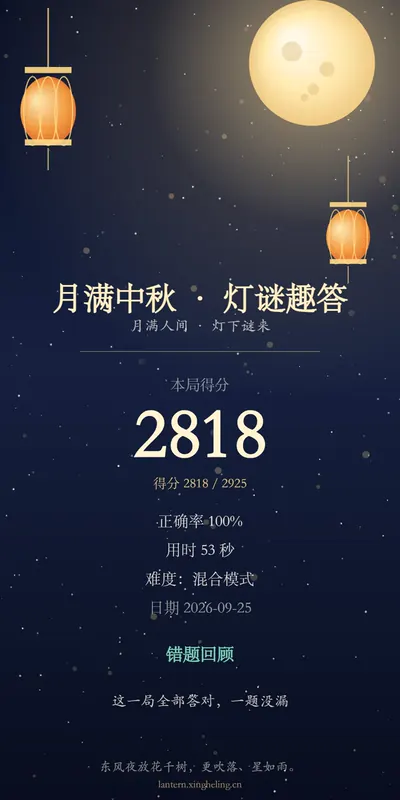 月满中秋 · 灯谜趣答
月满人间 · 灯下谜来
本局得分
2818
得分 2818 / 2925
正确率 100%
用时 53 秒
难度：混合模式
日期 2026-09-25
错题回顾
这一局全部答对，一题没漏
东风夜放花千树，更吹落、星如雨。
lantern.xingheling.cn